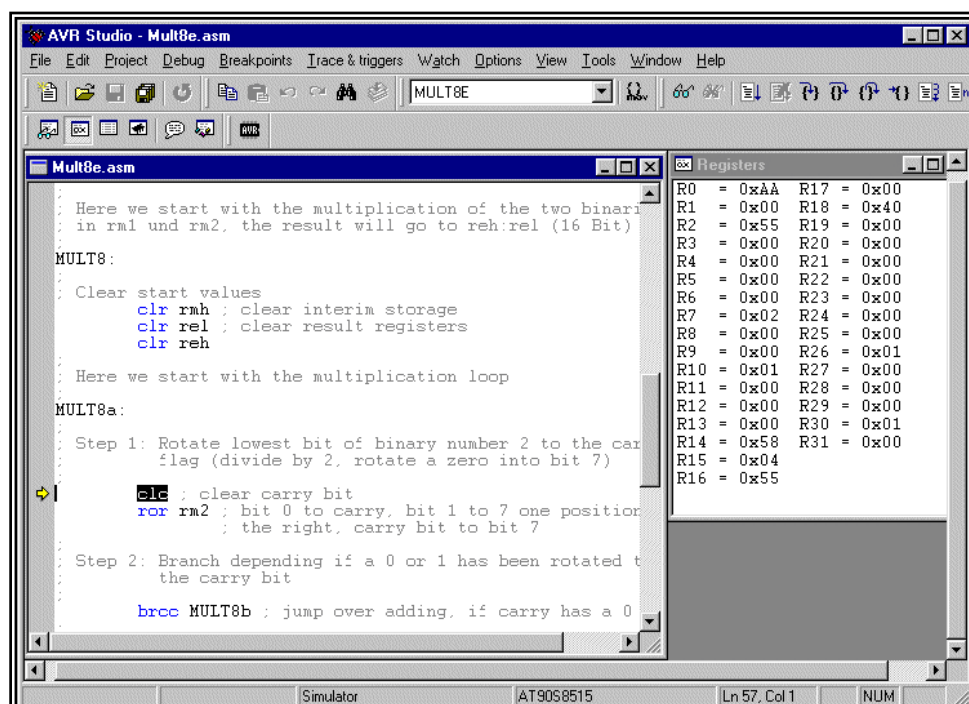 AVR Studio - Mult8e.asm
File Edit Project Debug Breakpoints Trace & triggers Watch Options View Tools Window Help
MULT8E
AVR
Mult8e.asm
;
; Here we start with the multiplication of the two binari
; in rm1 und rm2, the result will go to reh:rel (16 Bit)
;
MULT8:
;
; Clear start values
clr rmh ; clear interim storage
clr rel ; clear result registers
clr reh
;
; Here we start with the multiplication loop
;
MULT8a:
;
; Step 1: Rotate lowest bit of binary number 2 to the car
; flag (divide by 2, rotate a zero into bit 7)
;
clc ; clear carry bit
ror rm2 ; bit 0 to carry, bit 1 to 7 one position
; the right, carry bit to bit 7
;
; Step 2: Branch depending if a 0 or 1 has been rotated t
; the carry bit
;
brcc MULT8b ; jump over adding, if carry has a 0
Registers
R0 = 0xAA R17 = 0x00
R1 = 0x00 R18 = 0x40
R2 = 0x55 R19 = 0x00
R3 = 0x00 R20 = 0x00
R4 = 0x00 R21 = 0x00
R5 = 0x00 R22 = 0x00
R6 = 0x00 R23 = 0x00
R7 = 0x02 R24 = 0x00
R8 = 0x00 R25 = 0x00
R9 = 0x00 R26 = 0x01
R10 = 0x01 R27 = 0x00
R11 = 0x00 R28 = 0x00
R12 = 0x00 R29 = 0x00
R13 = 0x00 R30 = 0x01
R14 = 0x58 R31 = 0x00
R15 = 0x04
R16 = 0x55
Simulator AT90S8515 Ln 57, Col 1 NUM